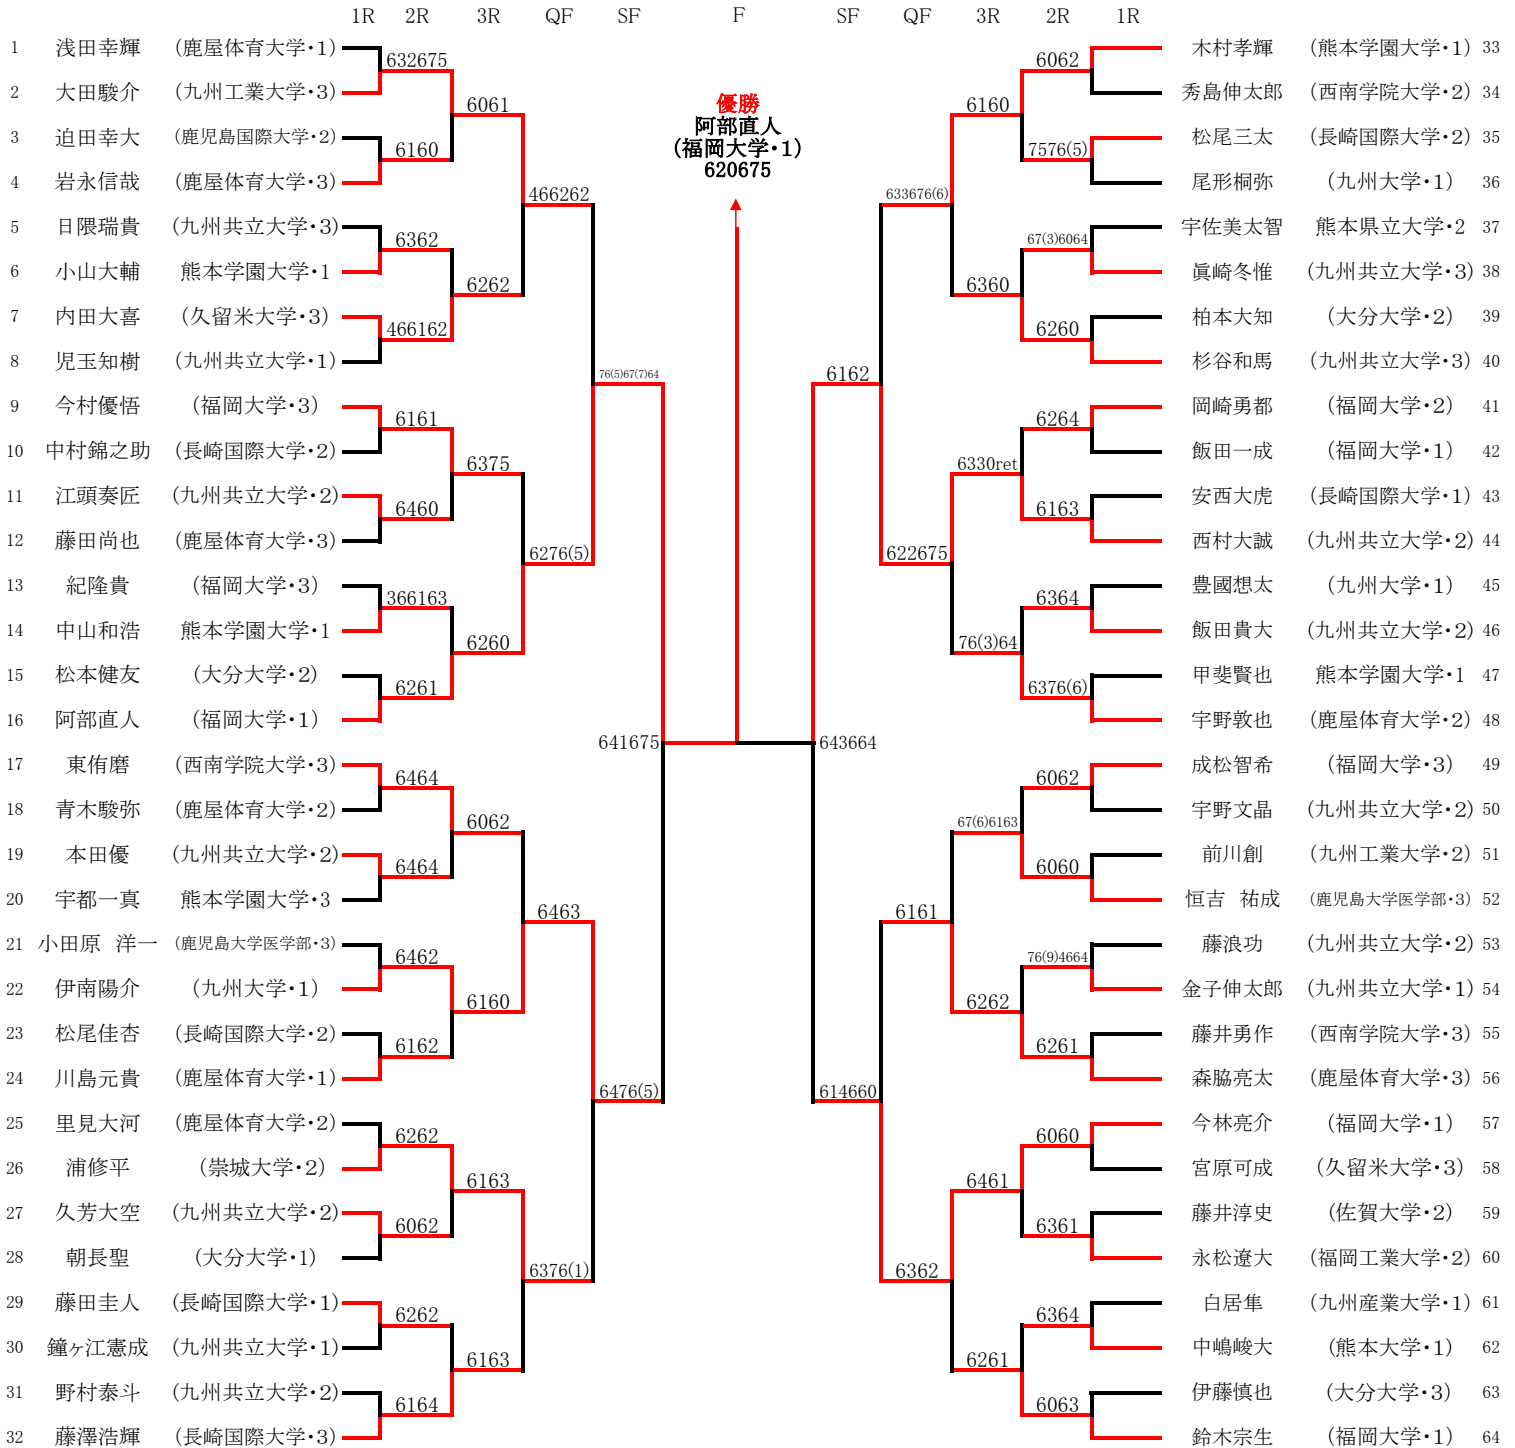 1R 2R 3R QF SF F SF QF 3R 2R 1R
1 浅田幸輝 (鹿屋体育大学・1)
2 大田駿介 (九州工業大学・3)
3 迫田幸大 (鹿児島国際大学・2)
4 岩永信哉 (鹿屋体育大学・3)
5 日隈瑞貴 (九州共立大学・3)
6 小山大輔 熊本学園大学・1
7 内田大喜 (久留米大学・3)
8 児玉知樹 (九州共立大学・1)
9 今村優悟 (福岡大学・3)
10 中村錦之助 (長崎国際大学・2)
11 江頭奏匠 (九州共立大学・2)
12 藤田尚也 (鹿屋体育大学・3)
13 紀隆貴 (福岡大学・3)
14 中山和浩 熊本学園大学・1
15 松本健友 (大分大学・2)
16 阿部直人 (福岡大学・1)
17 東侑磨 (西南学院大学・3)
18 青木駿弥 (鹿屋体育大学・2)
19 本田優 (九州共立大学・2)
20 宇都一真 熊本学園大学・3
21 小田原 洋一 (鹿児島大学医学部・3)
22 伊南陽介 (九州大学・1)
23 松尾佳杏 (長崎国際大学・2)
24 川島元貴 (鹿屋体育大学・1)
25 里見大河 (鹿屋体育大学・2)
26 浦修平 (崇城大学・2)
27 久芳大空 (九州共立大学・2)
28 朝長聖 (大分大学・1)
29 藤田圭人 (長崎国際大学・1)
30 鐘ヶ江憲成 (九州共立大学・1)
31 野村泰斗 (九州共立大学・2)
32 藤澤浩輝 (長崎国際大学・3)
632675
6160
6362
466162
6161
6460
366163
6261
6464
6464
6462
6162
6262
6062
6262
6164
6061
6262
6375
6260
6062
6160
6163
6163
466262
6276(5)
6463
6376(1)
76(5)67(7)64
6476(5)
641675
優勝
阿部直人
(福岡大学・1)
620675
643664
6162
614660
633676(6)
622675
6161
6362
6160
6360
6330ret
76(3)64
67(6)6163
6262
6461
6261
6062
7576(5)
67(3)6064
6260
6264
6163
6364
6376(6)
6062
6060
76(9)4664
6261
6060
6361
6364
6063
木村孝輝 (熊本学園大学・1) 33
秀島伸太郎 (西南学院大学・2) 34
松尾三太 (長崎国際大学・2) 35
尾形桐弥 (九州大学・1) 36
宇佐美太智 熊本県立大学・2 37
眞崎冬惟 (九州共立大学・3) 38
柏本大知 (大分大学・2) 39
杉谷和馬 (九州共立大学・3) 40
岡崎勇都 (福岡大学・2) 41
飯田一成 (福岡大学・1) 42
安西大虎 (長崎国際大学・1) 43
西村大誠 (九州共立大学・2) 44
豊國想太 (九州大学・1) 45
飯田貴大 (九州共立大学・2) 46
甲斐賢也 熊本学園大学・1 47
宇野敦也 (鹿屋体育大学・2) 48
成松智希 (福岡大学・3) 49
宇野文晶 (九州共立大学・2) 50
前川創 (九州工業大学・2) 51
恒吉 祐成 (鹿児島大学医学部・3) 52
藤浪功 (九州共立大学・2) 53
金子伸太郎 (九州共立大学・1) 54
藤井勇作 (西南学院大学・3) 55
森脇亮太 (鹿屋体育大学・3) 56
今林亮介 (福岡大学・1) 57
宮原可成 (久留米大学・3) 58
藤井淳史 (佐賀大学・2) 59
永松遼大 (福岡工業大学・2) 60
白居隼 (九州産業大学・1) 61
中嶋峻大 (熊本大学・1) 62
伊藤慎也 (大分大学・3) 63
鈴木宗生 (福岡大学・1) 64